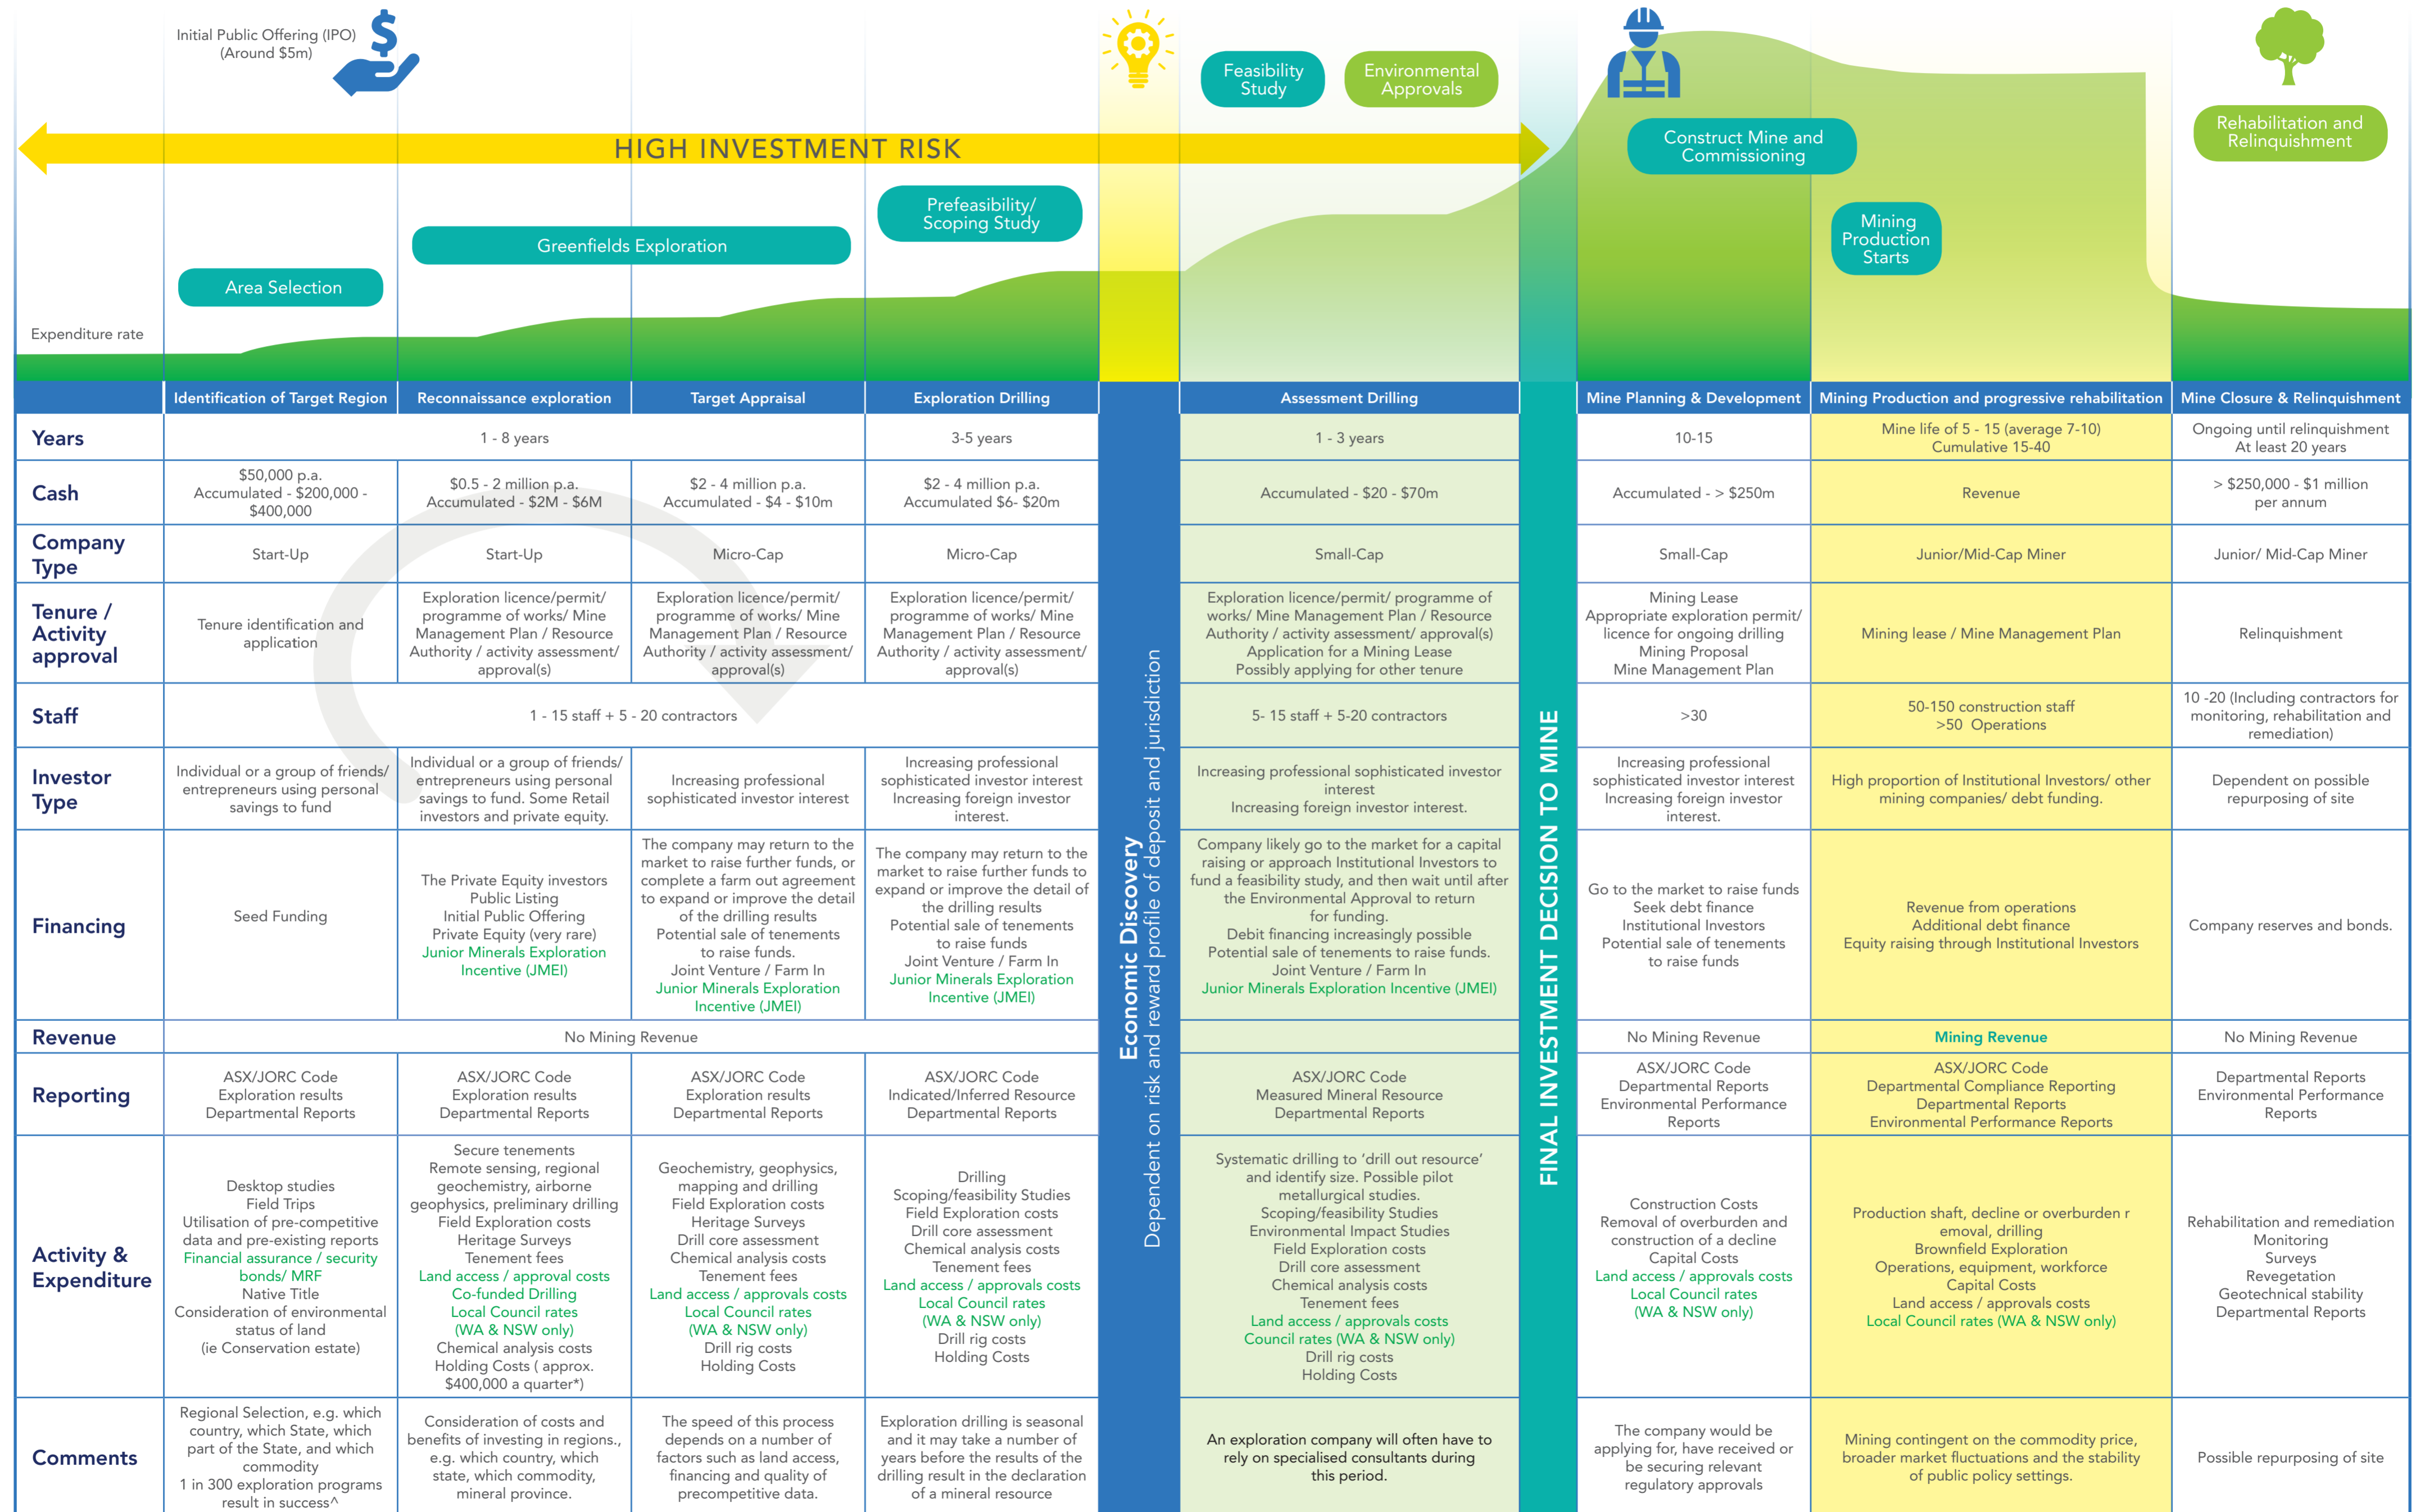 Initial Public Offering (IPO)
(Around $5m)
$
Feasibility
Study
Environmental
Approvals
Rehabilitation and
Relinquishment
HIGH INVESTMENT RISK
Construct Mine and
Commissioning
Prefeasibility/
Scoping Study
Mining
Production
Starts
Greenfields Exploration
Area Selection
Expenditure rate
Identification of Target Region
Reconnaissance exploration
Target Appraisal
Exploration Drilling
Assessment Drilling
Mine Planning & Development
Mining Production and progressive rehabilitation
Mine Closure & Relinquishment
Years
1 - 8 years
3-5 years
1 - 3 years
10-15
Mine life of 5 - 15 (average 7-10)
Cumulative 15-40
Ongoing until relinquishment
At least 20 years
Cash
$50,000 p.a.
Accumulated - $200,000 -
$400,000
$0.5 - 2 million p.a.
Accumulated - $2M - $6M
$2 - 4 million p.a.
Accumulated - $4 - $10m
$2 - 4 million p.a.
Accumulated $6- $20m
Accumulated - $20 - $70m
Accumulated - > $250m
Revenue
> $250,000 - $1 million
per annum
Company
Type
Start-Up
Start-Up
Micro-Cap
Micro-Cap
Small-Cap
Small-Cap
Junior/Mid-Cap Miner
Junior/ Mid-Cap Miner
Tenure /
Activity
approval
Tenure identification and
application
Exploration licence/permit/
programme of works/ Mine
Management Plan / Resource
Authority / activity assessment/
approval(s)
Exploration licence/permit/
programme of works/ Mine
Management Plan / Resource
Authority / activity assessment/
approval(s)
Exploration licence/permit/
programme of works/ Mine
Management Plan / Resource
Authority / activity assessment/
approval(s)
Exploration licence/permit/ programme of
works/ Mine Management Plan / Resource
Authority / activity assessment/ approval(s)
Application for a Mining Lease
Possibly applying for other tenure
Mining Lease
Appropriate exploration permit/
licence for ongoing drilling
Mining Proposal
Mine Management Plan
Mining lease / Mine Management Plan
Relinquishment
Staff
1 - 15 staff + 5 - 20 contractors
5- 15 staff + 5-20 contractors
>30
50-150 construction staff
>50 Operations
10 -20 (Including contractors for
monitoring, rehabilitation and
remediation)
Investor
Type
Individual or a group of friends/
entrepreneurs using personal
savings to fund
Individual or a group of friends/
entrepreneurs using personal
savings to fund. Some Retail
investors and private equity.
Increasing professional
sophisticated investor interest
Increasing professional
sophisticated investor interest
Increasing foreign investor
interest.
Increasing professional sophisticated investor
interest
Increasing foreign investor interest.
Increasing professional
sophisticated investor interest
Increasing foreign investor
interest.
High proportion of Institutional Investors/ other
mining companies/ debt funding.
Dependent on possible
repurposing of site
Financing
Seed Funding
The Private Equity investors
Public Listing
Initial Public Offering
Private Equity (very rare)
Junior Minerals Exploration
Incentive (JMEI)
The company may return to the
market to raise further funds, or
complete a farm out agreement
to expand or improve the detail
of the drilling results
Potential sale of tenements
to raise funds.
Joint Venture / Farm In
Junior Minerals Exploration
Incentive (JMEI)
The company may return to the
market to raise further funds to
expand or improve the detail of
the drilling results
Potential sale of tenements
to raise funds
Joint Venture / Farm In
Junior Minerals Exploration
Incentive (JMEI)
Company likely go to the market for a capital
raising or approach Institutional Investors to
fund a feasibility study, and then wait until after
the Environmental Approval to return
for funding.
Debit financing increasingly possible
Potential sale of tenements to raise funds.
Joint Venture / Farm In
Junior Minerals Exploration Incentive (JMEI)
Go to the market to raise funds
Seek debt finance
Institutional Investors
Potential sale of tenements
to raise funds
Revenue from operations
Additional debt finance
Equity raising through Institutional Investors
Company reserves and bonds.
Revenue
No Mining Revenue
No Mining Revenue
Mining Revenue
No Mining Revenue
Reporting
ASX/JORC Code
Exploration results
Departmental Reports
ASX/JORC Code
Exploration results
Departmental Reports
ASX/JORC Code
Exploration results
Departmental Reports
ASX/JORC Code
Indicated/Inferred Resource
Departmental Reports
ASX/JORC Code
Measured Mineral Resource
Departmental Reports
ASX/JORC Code
Departmental Reports
Environmental Performance
Reports
ASX/JORC Code
Departmental Compliance Reporting
Departmental Reports
Environmental Performance Reports
Departmental Reports
Environmental Performance
Reports
Activity &
Expenditure
Desktop studies
Field Trips
Utilisation of pre-competitive
data and pre-existing reports
Financial assurance / security
bonds/ MRF
Native Title
Consideration of environmental
status of land
(ie Conservation estate)
Secure tenements
Remote sensing, regional
geochemistry, airborne
geophysics, preliminary drilling
Field Exploration costs
Heritage Surveys
Tenement fees
Land access / approval costs
Co-funded Drilling
Local Council rates
(WA & NSW only)
Chemical analysis costs
Holding Costs ( approx.
$400,000 a quarter*)
Geochemistry, geophysics,
mapping and drilling
Field Exploration costs
Heritage Surveys
Drill core assessment
Chemical analysis costs
Tenement fees
Land access / approvals costs
Local Council rates
(WA & NSW only)
Drill rig costs
Holding Costs
Drilling
Scoping/feasibility Studies
Field Exploration costs
Drill core assessment
Chemical analysis costs
Tenement fees
Land access / approvals costs
Local Council rates
(WA & NSW only)
Drill rig costs
Holding Costs
Systematic drilling to ‘drill out resource’
and identify size. Possible pilot
metallurgical studies.
Scoping/feasibility Studies
Environmental Impact Studies
Field Exploration costs
Drill core assessment
Chemical analysis costs
Tenement fees
Land access / approvals costs
Council rates (WA & NSW only)
Drill rig costs
Holding Costs
Construction Costs
Removal of overburden and
construction of a decline
Capital Costs
Land access / approvals costs
Local Council rates
(WA & NSW only)
Production shaft, decline or overburden r
emoval, drilling
Brownfield Exploration
Operations, equipment, workforce
Capital Costs
Land access / approvals costs
Local Council rates (WA & NSW only)
Rehabilitation and remediation
Monitoring
Surveys
Revegetation
Geotechnical stability
Departmental Reports
Comments
Regional Selection, e.g. which
country, which State, which
part of the State, and which
commodity
1 in 300 exploration programs
result in success^
Consideration of costs and
benefits of investing in regions.,
e.g. which country, which
state, which commodity,
mineral province.
The speed of this process
depends on a number of
factors such as land access,
financing and quality of
precompetitive data.
Exploration drilling is seasonal
and it may take a number of
years before the results of the
drilling result in the declaration
of a mineral resource
An exploration company will often have to
rely on specialised consultants during
this period.
The company would be
applying for, have received or
be securing relevant
regulatory approvals
Mining contingent on the commodity price,
broader market fluctuations and the stability
of public policy settings.
Possible repurposing of site
Economic Discovery
Dependent on risk and reward profile of deposit and jurisdiction
FINAL INVESTMENT DECISION TO MINE